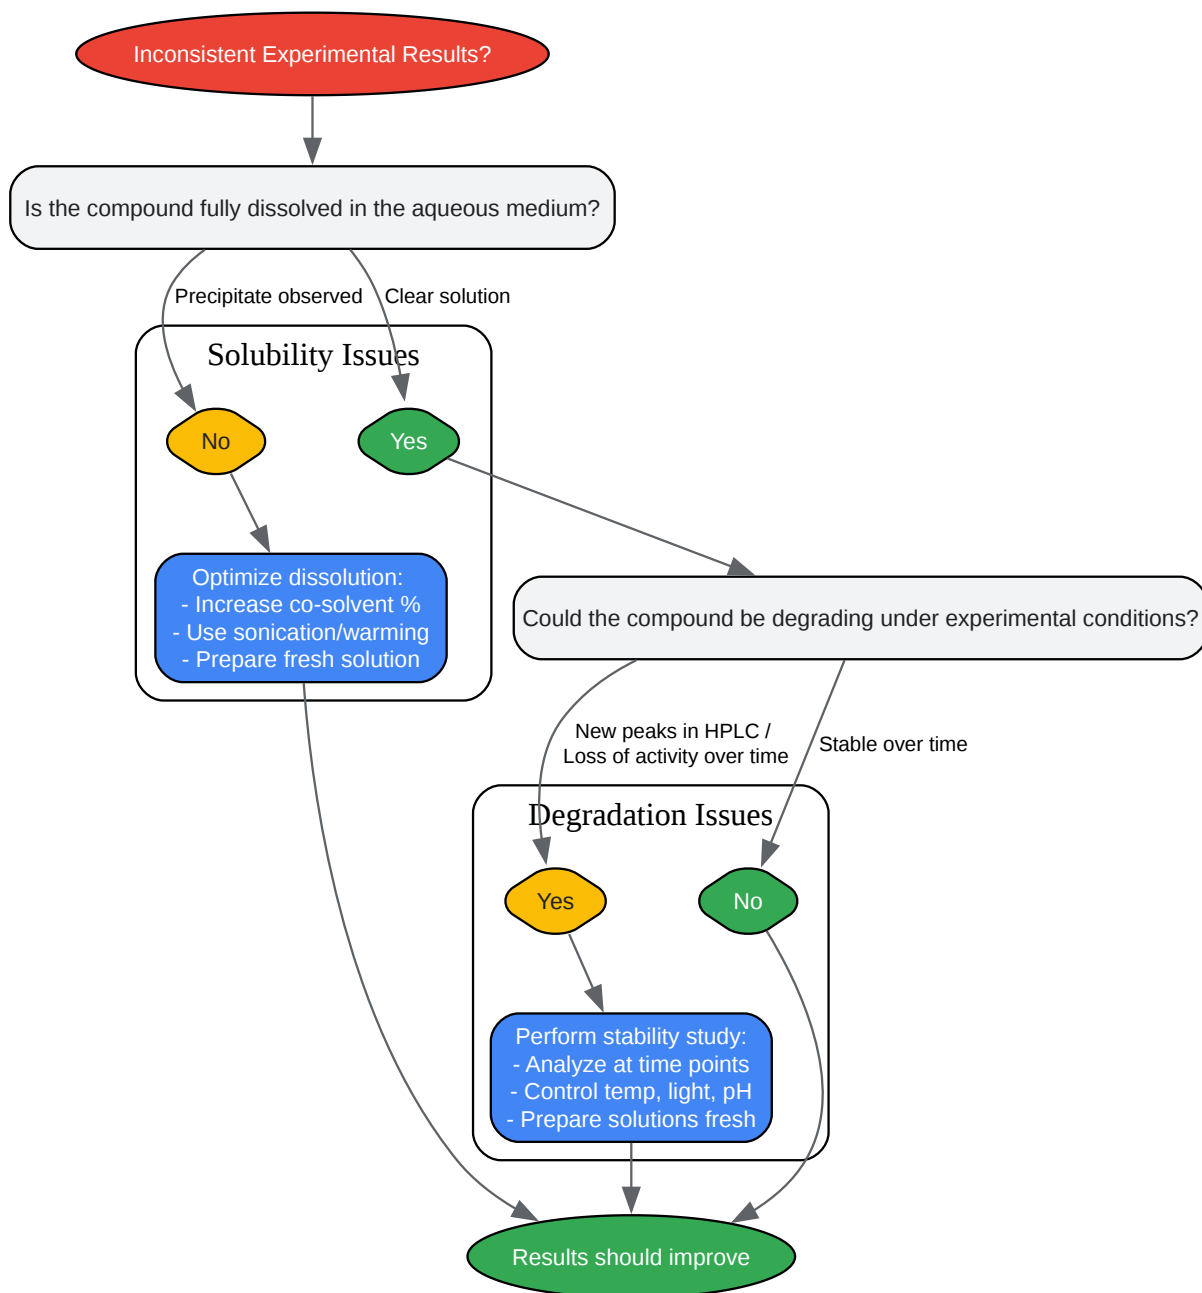 Inconsistent Experimental Results?
Is the compound fully dissolved in the aqueous medium?
Precipitate observed
Clear solution
Solubility Issues
No
Yes
Optimize dissolution:
- Increase co-solvent %
- Use sonication/warming
- Prepare fresh solution
Could the compound be degrading under experimental conditions?
New peaks in HPLC /
Loss of activity over time
Stable over time
Degradation Issues
Yes
No
Perform stability study:
- Analyze at time points
- Control temp, light, pH
- Prepare solutions fresh
Results should improve